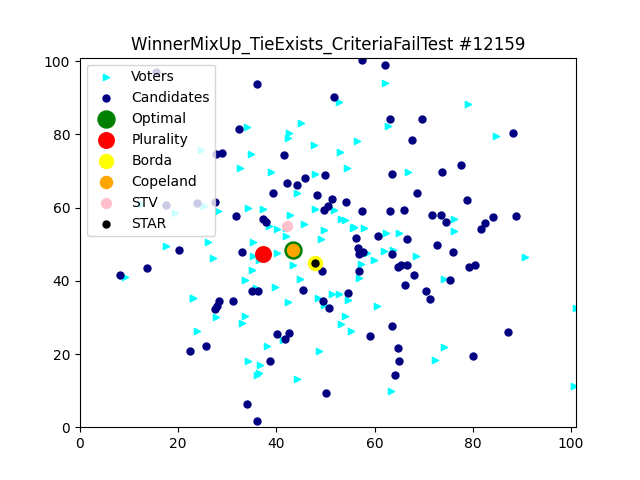 WinnerMixUp_TieExists_CriteriaFailTest #12159
100
80
60
40
20
0
Voters
Candidates
Optimal
Plurality
Borda
Copeland
STV
STAR
0 20 40 60 80 100